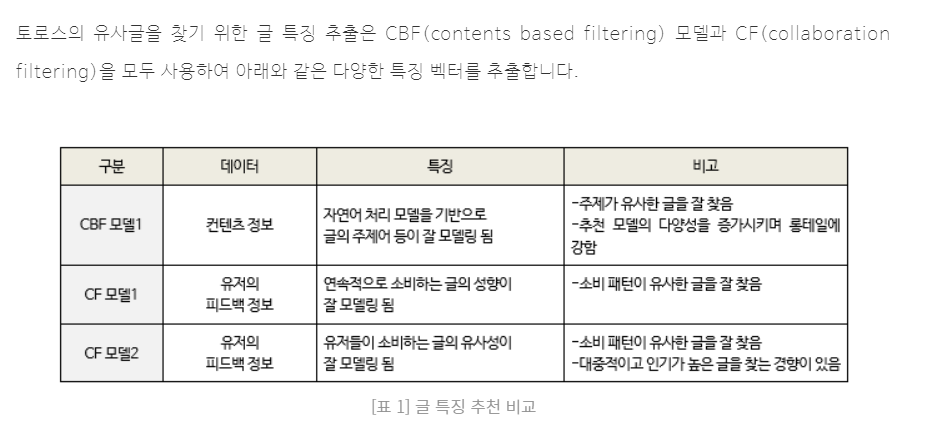 토로스의 유사글을 찾기 위한 글 특징 추출은 CBF(contents based filtering) 모델과 CF(collaboration
filtering)을 모두 사용하여 아래와 같은 다양한 특징 벡터를 추출합니다.
구분 데이터 특징 비고
CBF 모델1 컨텐츠 정보 자연어 처리 모델을 기반으로
글의 주제어 등이 잘 모델링 됨
-주제가 유사한 글을 잘 찾음
-추천 모델의 다양성을 증가시키며 롱테일에
강함
CF 모델1 유저의
피드백 정보
연속적으로 소비하는 글의 성향이
잘 모델링 됨
-소비 패턴이 유사한 글을 잘 찾음
CF 모델2 유저의
피드백 정보
유저들이 소비하는 글의 유사성이
잘 모델링 됨
-소비 패턴이 유사한 글을 잘 찾음
-대중적이고 인기가 높은 글을 찾는 경향이 있음
[표 1] 글 특징 추천 비교